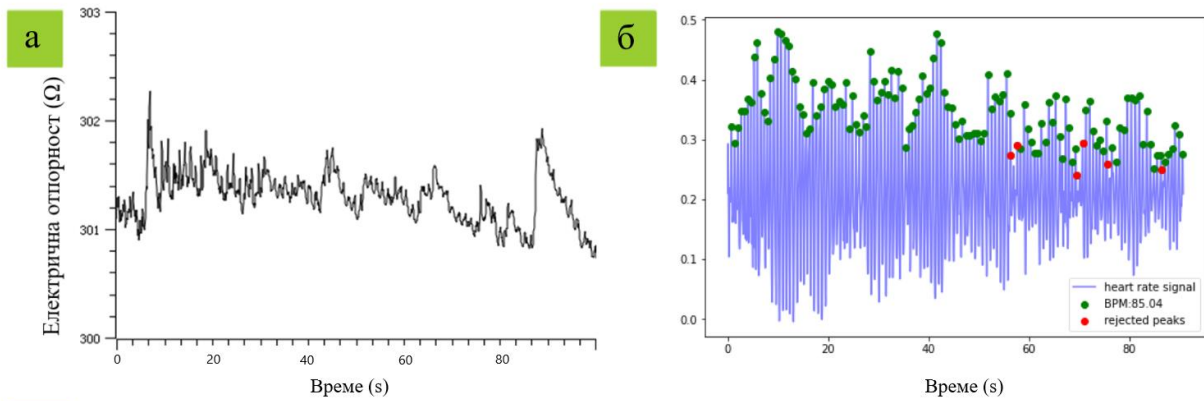 а
Електрична отпорност (Ω)
303
302
301
300
0 20 40 60 80
Време (s)
б
0.5
0.4
0.3
0.2
0.1
0.0
0 20 40 60 80
heart rate signal
BPM:85.04
rejected peaks
Време (s)